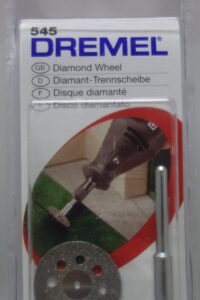 545
DREMEL®
GB Diamond Wheel
D Diamant-Trennscheibe
F Disque diamanté
I Disco diamantato